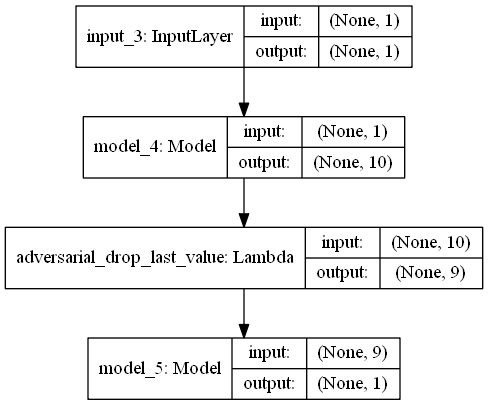 input_3: InputLayer
input: (None, 1)
output: (None, 1)
model_4: Model
input: (None, 1)
output: (None, 10)
adversarial_drop_last_value: Lambda
input: (None, 10)
output: (None, 9)
model_5: Model
input: (None, 9)
output: (None, 1)